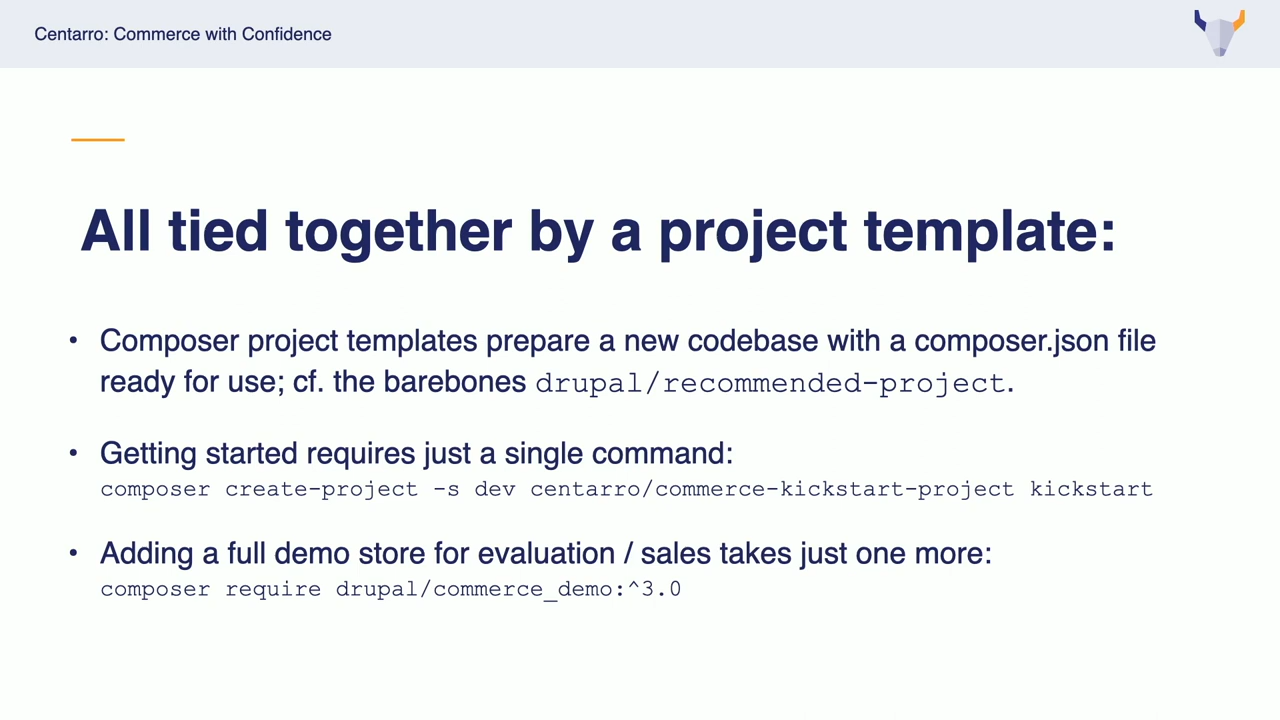 Centarro: Commerce with Confidence
All tied together by a project template:
• Composer project templates prepare a new codebase with a composer.json file
ready for use; cf. the barebones drupal/recommended-project.
• Getting started requires just a single command:
composer create-project -s dev centarro/commerce-kickstart-project kickstart
• Adding a full demo store for evaluation / sales takes just one more:
composer require drupal/commerce_demo:^3.0